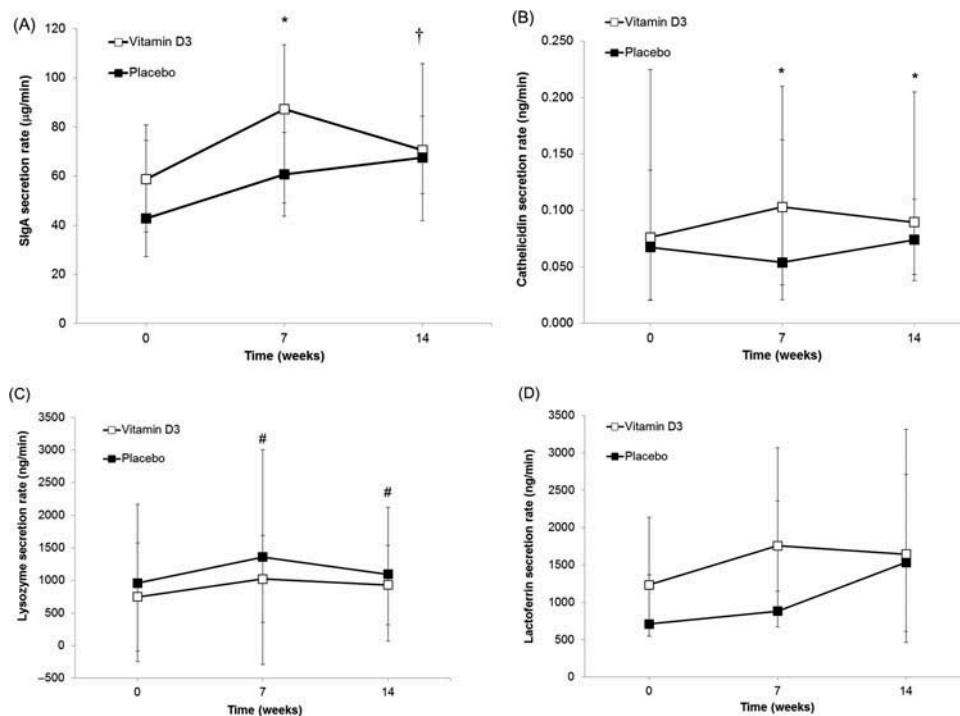 (A)
Vitamin D3
Placebo
*
†
SIgA secretion rate (µg/min)
120
100
80
60
40
20
0
0
7
14
Time (weeks)
(B)
Vitamin D3
Placebo
*
*
Cathelicidin secretion rate (ng/min)
0.250
0.200
0.150
0.100
0.050
0.000
0
7
14
Time (weeks)
(C)
Vitamin D3
Placebo
#
#
Lysozyme secretion rate (ng/min)
3500
3000
2500
2000
1500
1000
500
0
–500
0
7
14
Time (weeks)
(D)
Vitamin D3
Placebo
Lactoferrin secretion rate (ng/min)
3500
3000
2500
2000
1500
1000
500
0
0
7
14
Time (weeks)